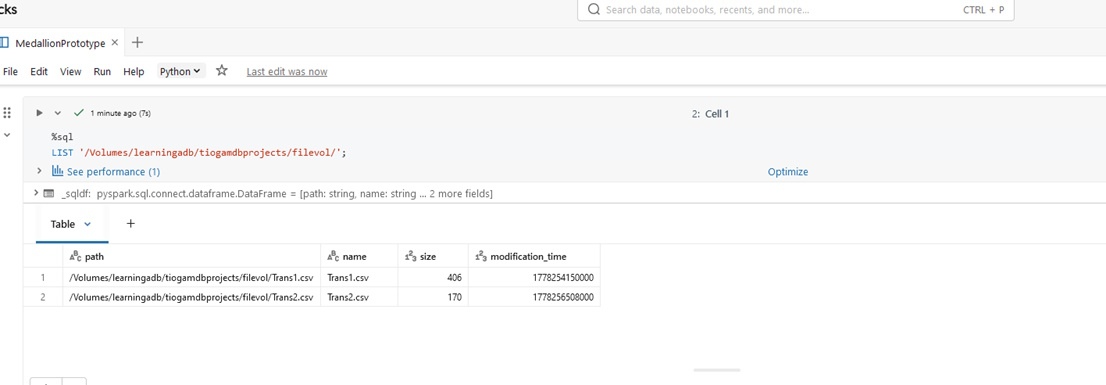 cks
Search data, notebooks, recents, and more...
CTRL + P
MedallionPrototype
File Edit View Run Help Python Last edit was now
1 minute ago (7s)
2: Cell 1
%sql
LIST '/Volumes/learningadb/tiogamdbprojects/filevol/';
See performance (1)
Optimize
_sqldf: pyspark.sql.connect.dataframe.DataFrame = [path: string, name: string ... 2 more fields]
Table
path name size modification_time
1 /Volumes/learningadb/tiogamdbprojects/filevol/Trans1.csv Trans1.csv 406 1778254150000
2 /Volumes/learningadb/tiogamdbprojects/filevol/Trans2.csv Trans2.csv 170 1778256508000